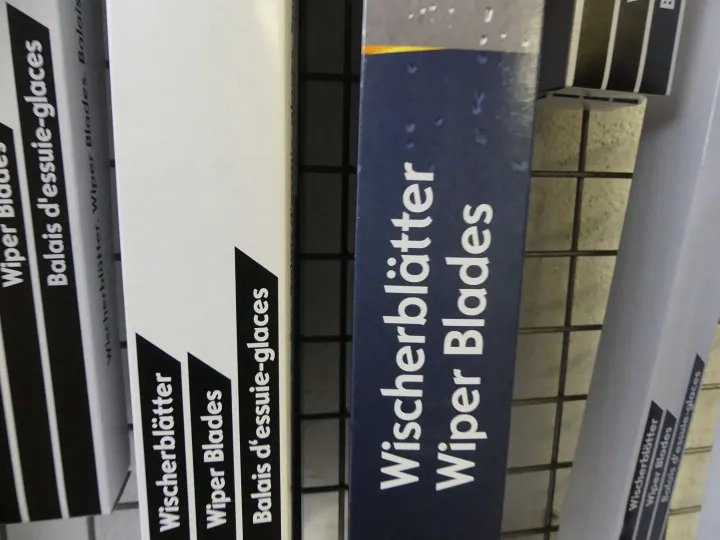 Wiper Blades
Balais d'essuie-glaces
Wischerblätter. Wiper Blades. Balais
Wischerblätter
Wiper Blades
Balais d'essuie-glaces
Wischerblätter
Wiper Blades
Wischerblätter
Wiper Blades
Balais d'essuie-glaces